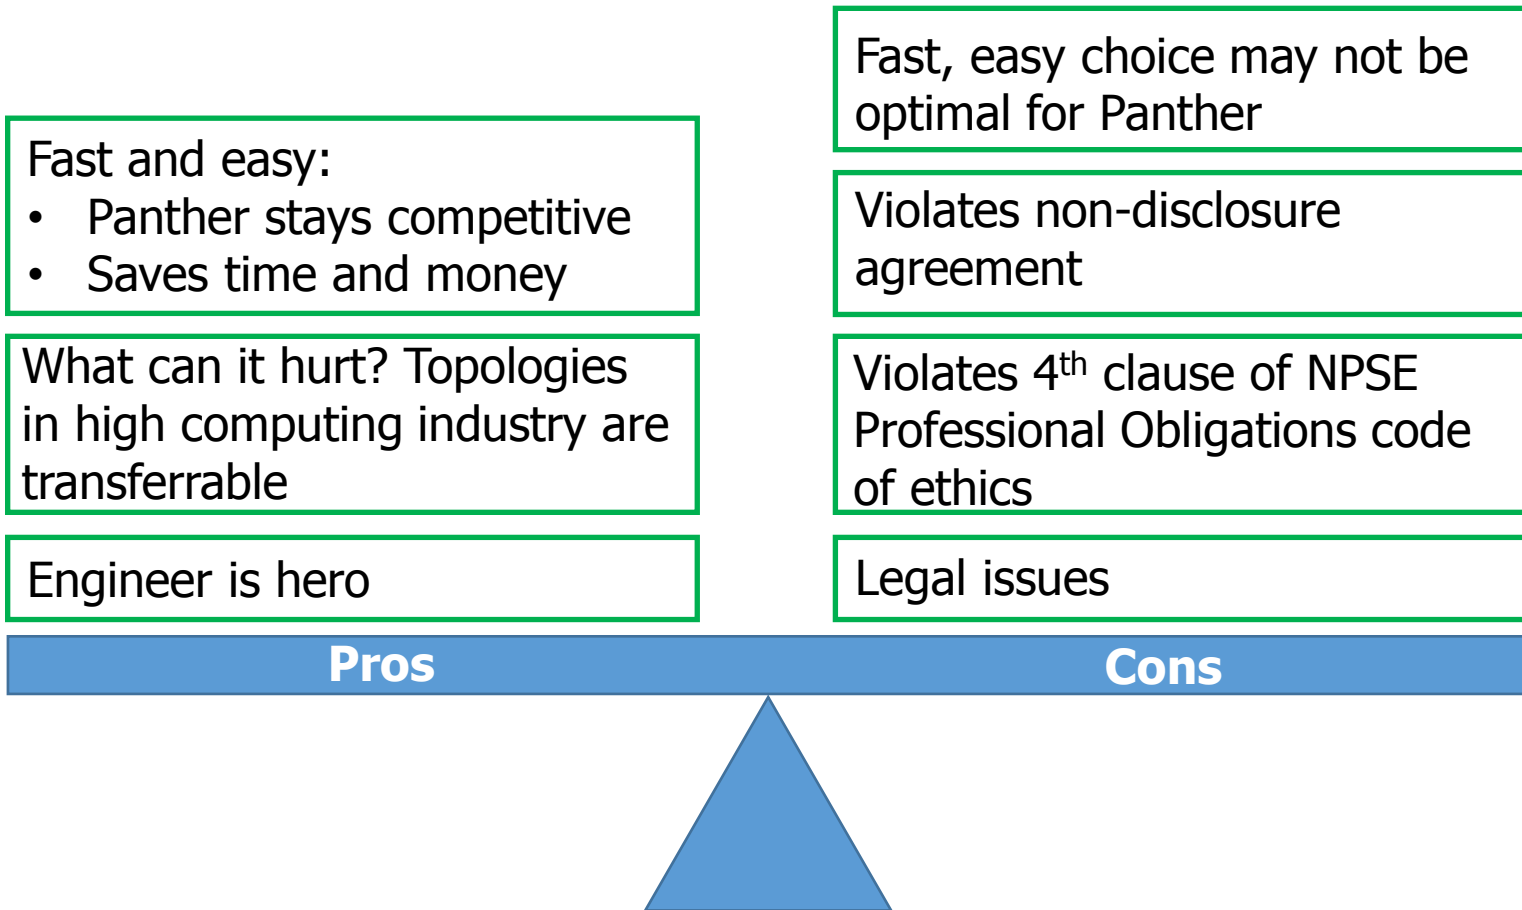 Fast and easy:
• Panther stays competitive
• Saves time and money
What can it hurt? Topologies
in high computing industry are
transferrable
Engineer is hero
Pros
Fast, easy choice may not be
optimal for Panther
Violates non-disclosure
agreement
Violates 4th clause of NPSE
Professional Obligations code
of ethics
Legal issues
Cons